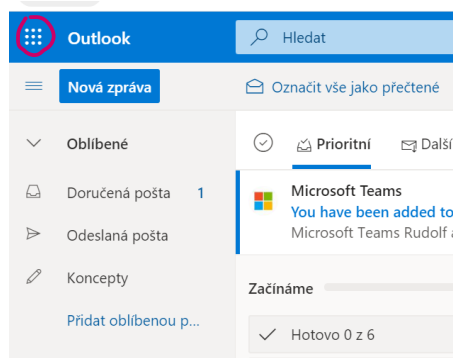 Outlook
Hledat
Nová zpráva
Označit vše jako přečtené
Oblíbené
Prioritní
Další
Doručená pošta 1
Odeslaná pošta
Koncepty
Přidat oblíbenou p...
Microsoft Teams
You have been added to
Microsoft Teams Rudolf
Začínáme
Hotovo 0 z 6